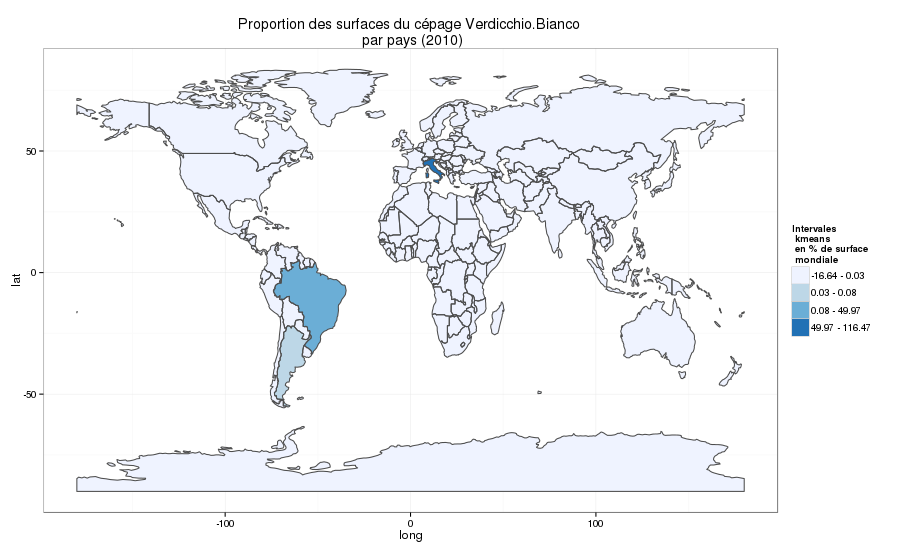 Proportion des surfaces du cépage Verdicchio.Bianco
par pays (2010)
50
0
-50
lat
-100
0
100
long
Intervales
kmeans
en % de surface
mondiale
-16.64 - 0.03
0.03 - 0.08
0.08 - 49.97
49.97 - 116.47